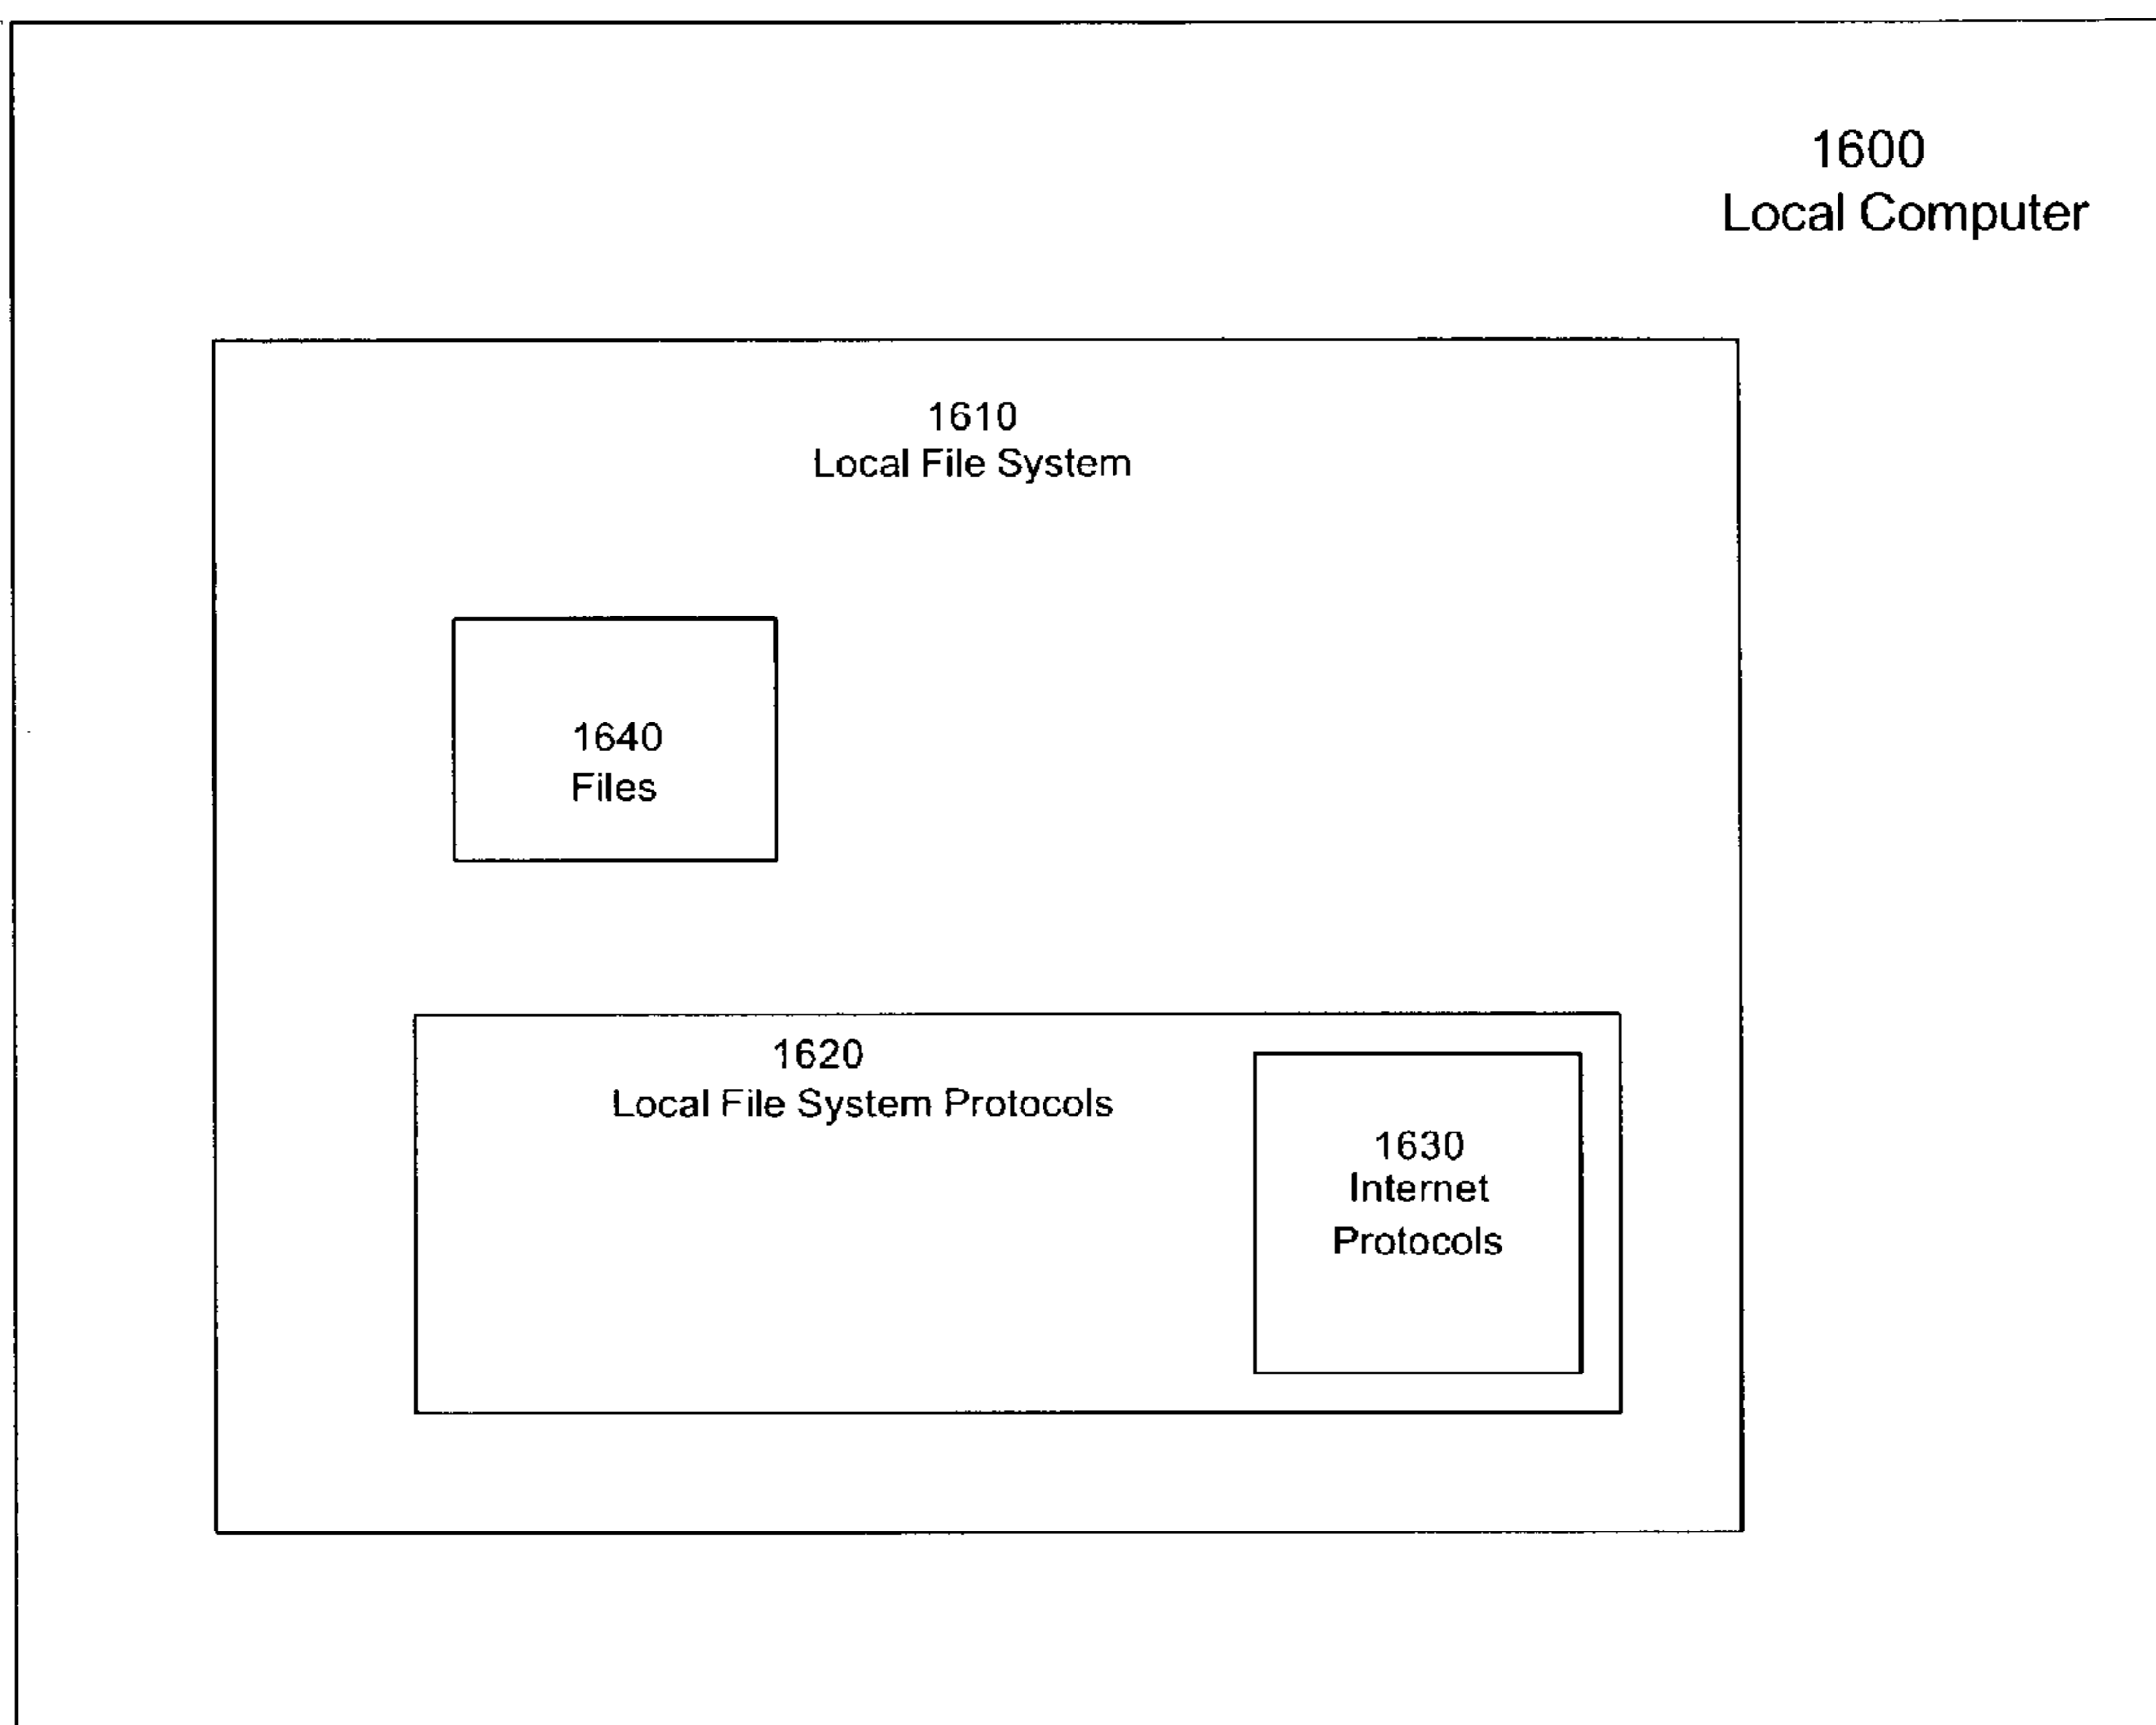 1600
Local Computer
1610
Local File System
1640
Files
1620
Local File System Protocols
1630
Internet
Protocols